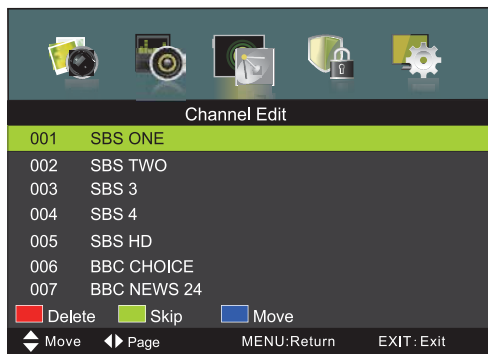 Channel Edit
001 SBS ONE
002 SBS TWO
003 SBS 3
004 SBS 4
005 SBS HD
006 BBC CHOICE
007 BBC NEWS 24
Delete Skip Move
Move Page MENU:Return EXIT:Exit